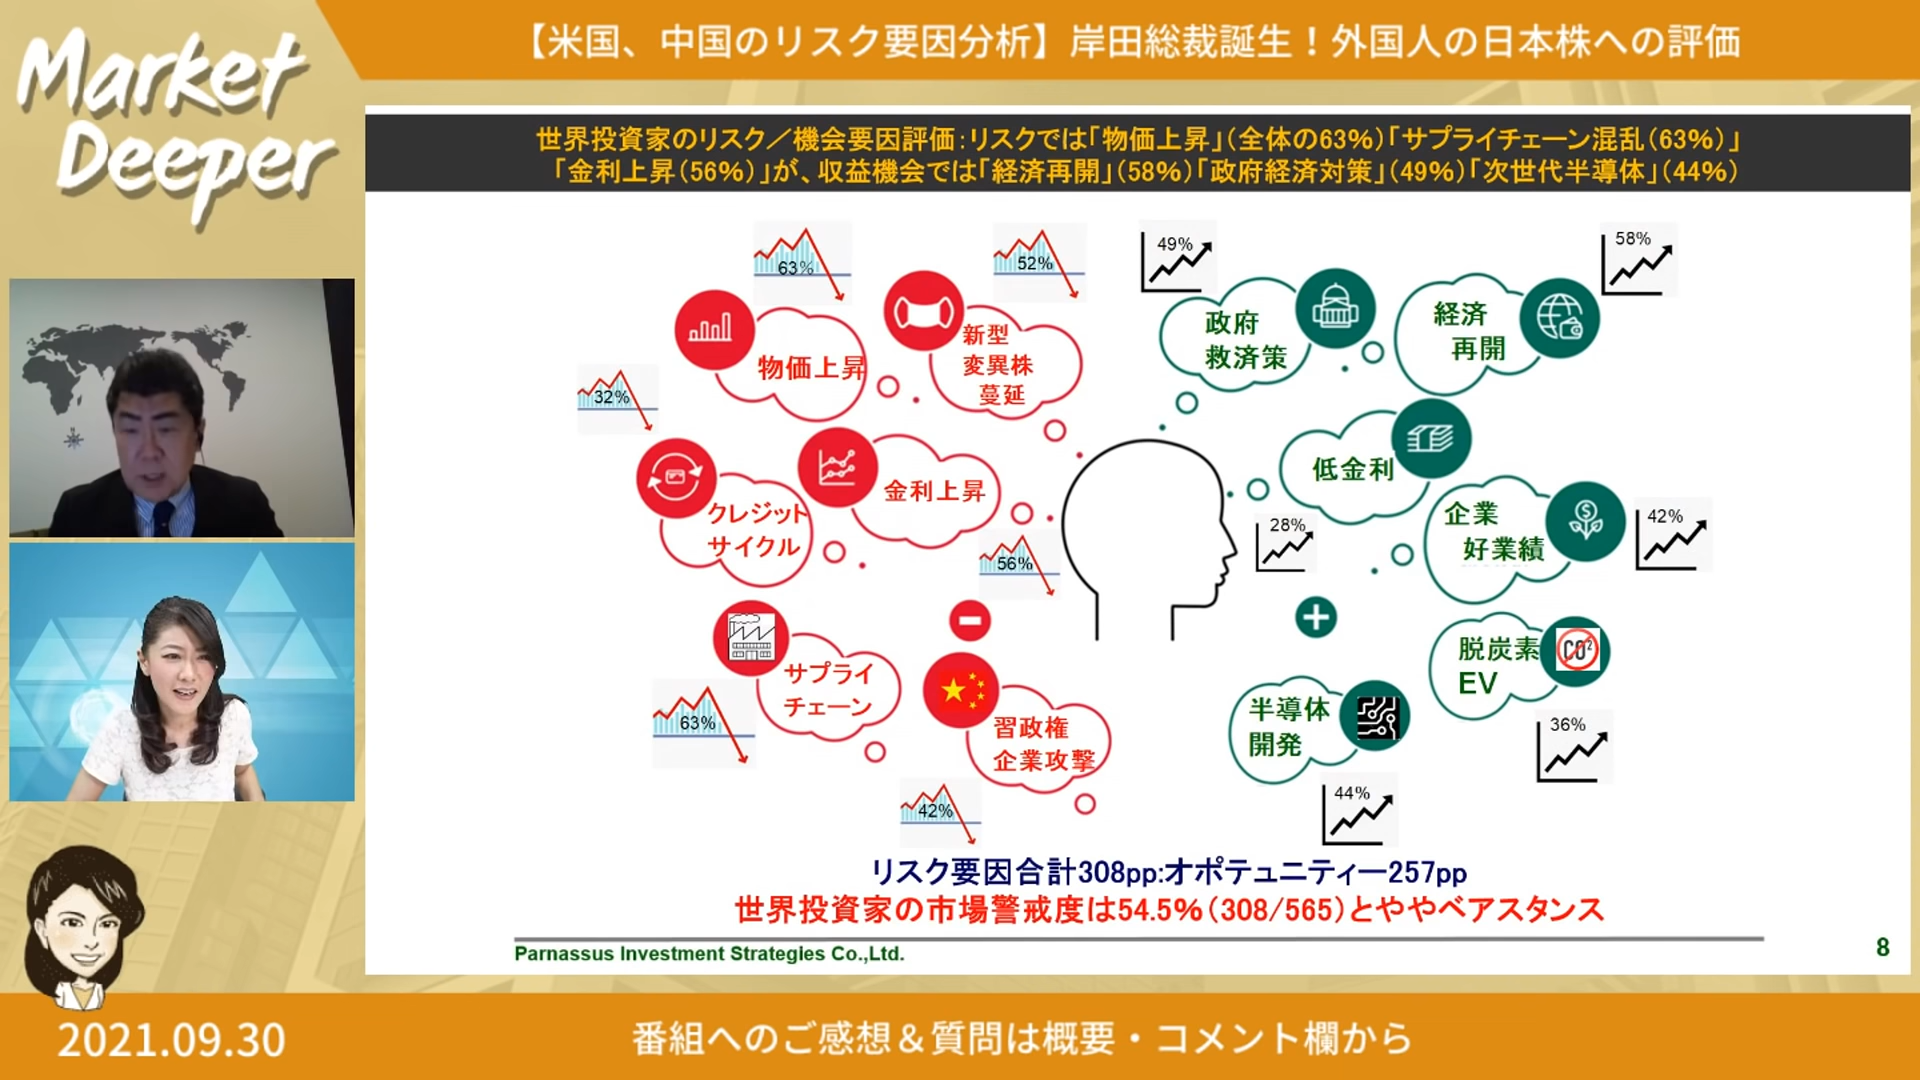 Market
Deeper
【米国、中国のリスク要因分析】岸田総裁誕生！外国人の日本株への評価
世界投資家のリスク／機会要因評価：リスクでは「物価上昇」（全体の63%）「サプライチェーン混乱（63%）」
「金利上昇（56%）」が、収益機会では「経済再開」（58%）「政府経済対策」（49%）「次世代半導体」（44%）
63%
52%
49%
58%
物価上昇
新型
変異株
蔓延
政府
救済策
経済
再開
32%
クレジット
サイクル
金利上昇
56%
低金利
28%
企業
好業績
42%
サプライ
チェーン
63%
習政権
企業攻撃
42%
半導体
開発
44%
脱炭素
EV
CO²
36%
リスク要因合計308pp:オポテュニティー257pp
世界投資家の市場警戒度は54.5%（308/565）とややベアスタンス
Parnassus Investment Strategies Co.,Ltd.
8
2021.09.30
番組へのご感想＆質問は概要・コメント欄から